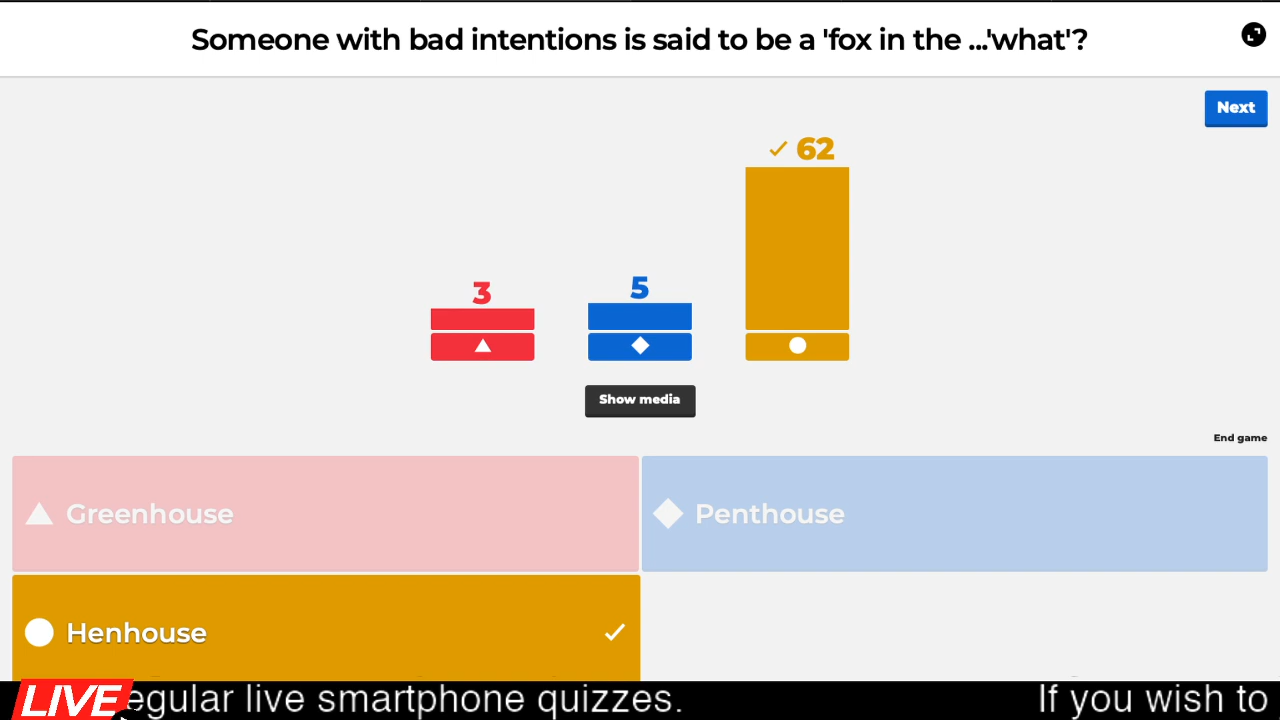 Someone with bad intentions is said to be a 'fox in the ...'what'?
Next
62
3
5
Show media
End game
Greenhouse
Penthouse
Henhouse
LIVE egular live smartphone quizzes. If you wish to